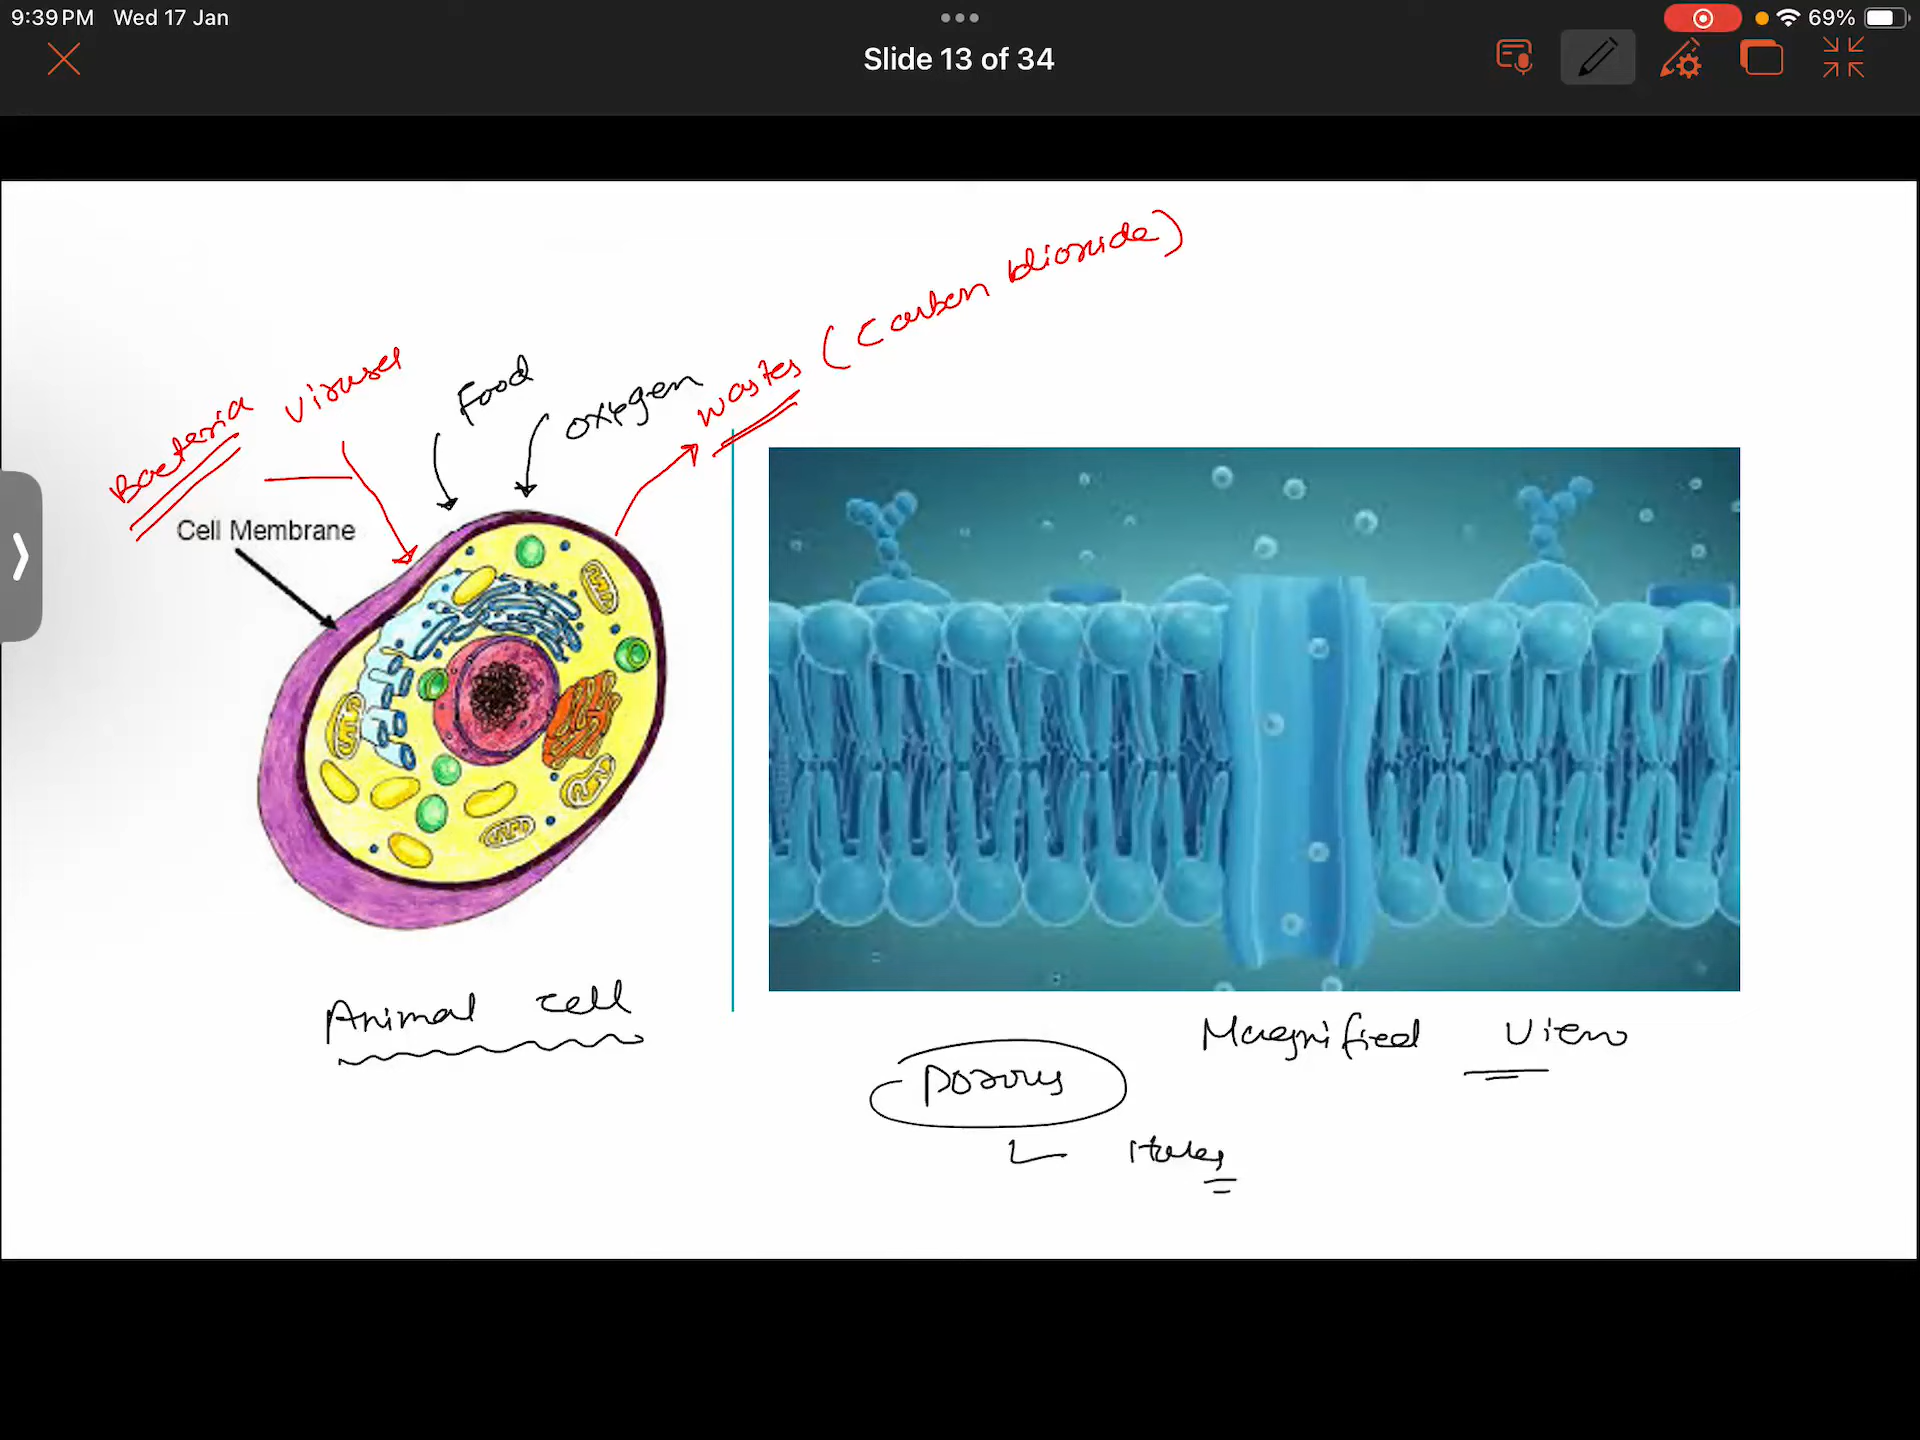 9:39 PM Wed 17 Jan
69%
Slide 13 of 34
wastes (Carbon dioxide)
Bacteria
Viruses
Food
oxygen
Cell Membrane
Animal cell
Magnified View
Porous
Holes